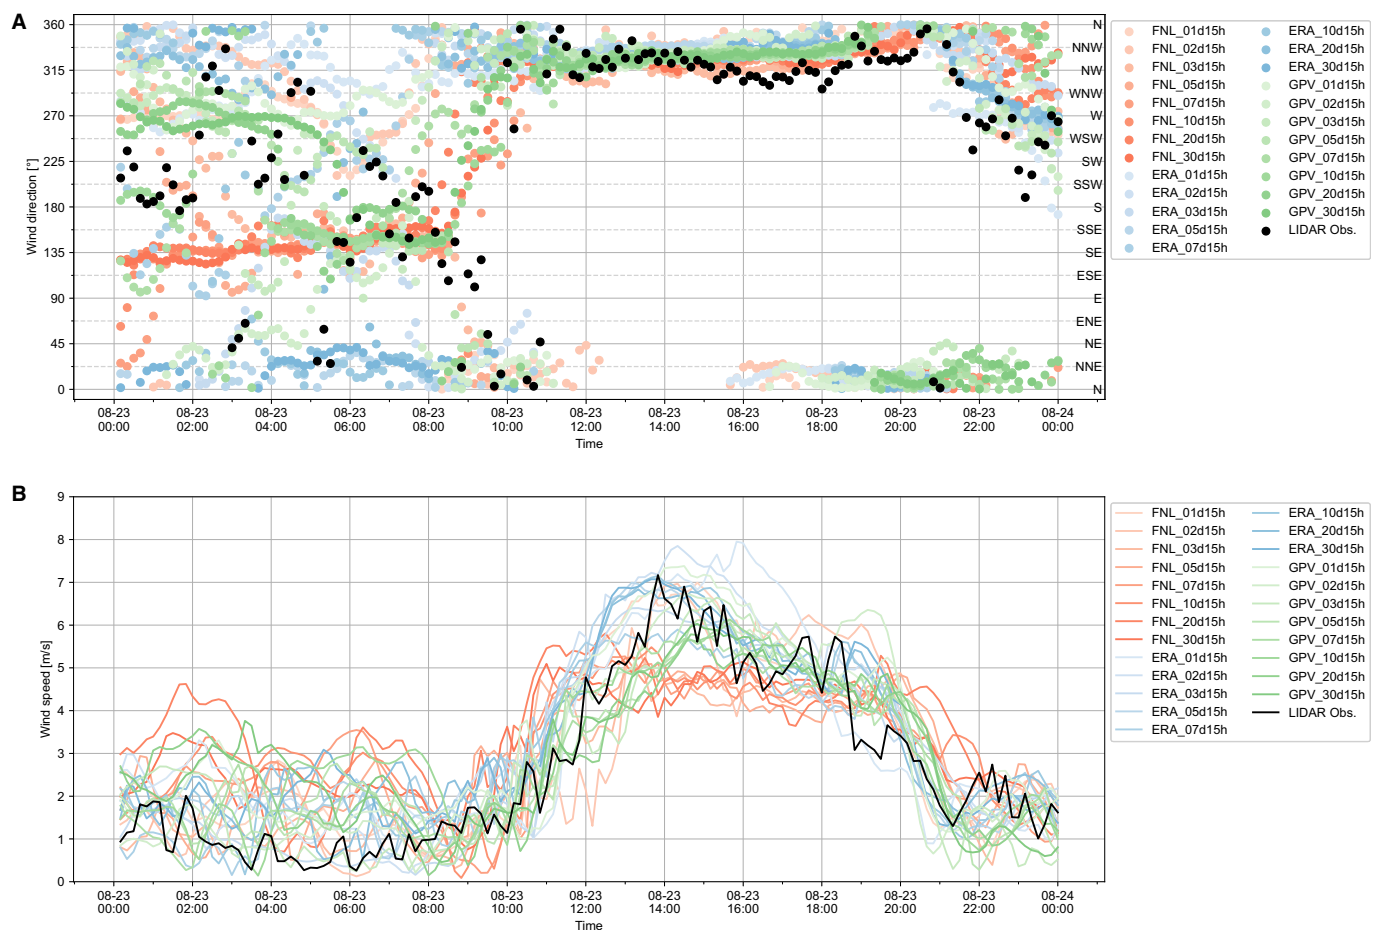 A
360
315
270
225
180
135
90
45
0
Wind direction [°]
N
NNW
NW
WNW
W
WSW
SW
SSW
S
SSE
SE
ESE
E
ENE
NE
NNE
N
08-23 08-23 08-23 08-23 08-23 08-23 08-23 08-23 08-23 08-23 08-23 08-23 08-24
00:00 02:00 04:00 06:00 08:00 10:00 12:00 14:00 16:00 18:00 20:00 22:00 00:00
Time
FNL_01d15h
FNL_02d15h
FNL_03d15h
FNL_05d15h
FNL_07d15h
FNL_10d15h
FNL_20d15h
FNL_30d15h
ERA_01d15h
ERA_02d15h
ERA_03d15h
ERA_05d15h
ERA_07d15h
ERA_10d15h
ERA_20d15h
ERA_30d15h
GPV_01d15h
GPV_02d15h
GPV_03d15h
GPV_05d15h
GPV_07d15h
GPV_10d15h
GPV_20d15h
GPV_30d15h
LIDAR Obs.
B
9
8
7
6
5
4
3
2
1
0
Wind speed [m/s]
08-23 08-23 08-23 08-23 08-23 08-23 08-23 08-23 08-23 08-23 08-23 08-23 08-24
00:00 02:00 04:00 06:00 08:00 10:00 12:00 14:00 16:00 18:00 20:00 22:00 00:00
Time
FNL_01d15h
FNL_02d15h
FNL_03d15h
FNL_05d15h
FNL_07d15h
FNL_10d15h
FNL_20d15h
FNL_30d15h
ERA_01d15h
ERA_02d15h
ERA_03d15h
ERA_05d15h
ERA_07d15h
ERA_10d15h
ERA_20d15h
ERA_30d15h
GPV_01d15h
GPV_02d15h
GPV_03d15h
GPV_05d15h
GPV_07d15h
GPV_10d15h
GPV_20d15h
GPV_30d15h
LIDAR Obs.